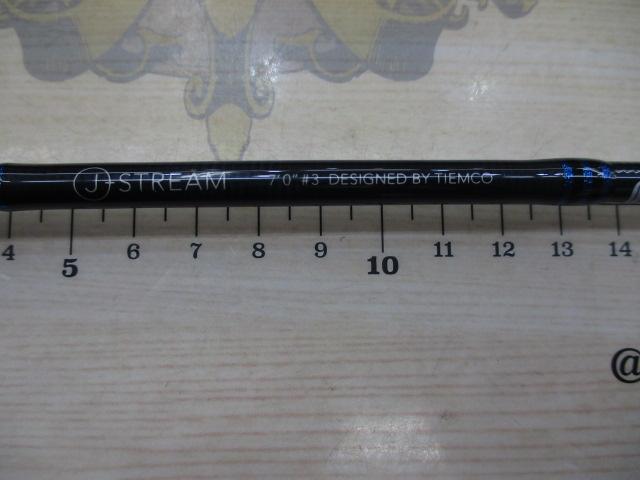 J-STREAM 7'0" #3 DESIGNED BY TIEMCO
4 5 6 7 8 9 10 11 12 13 14
@